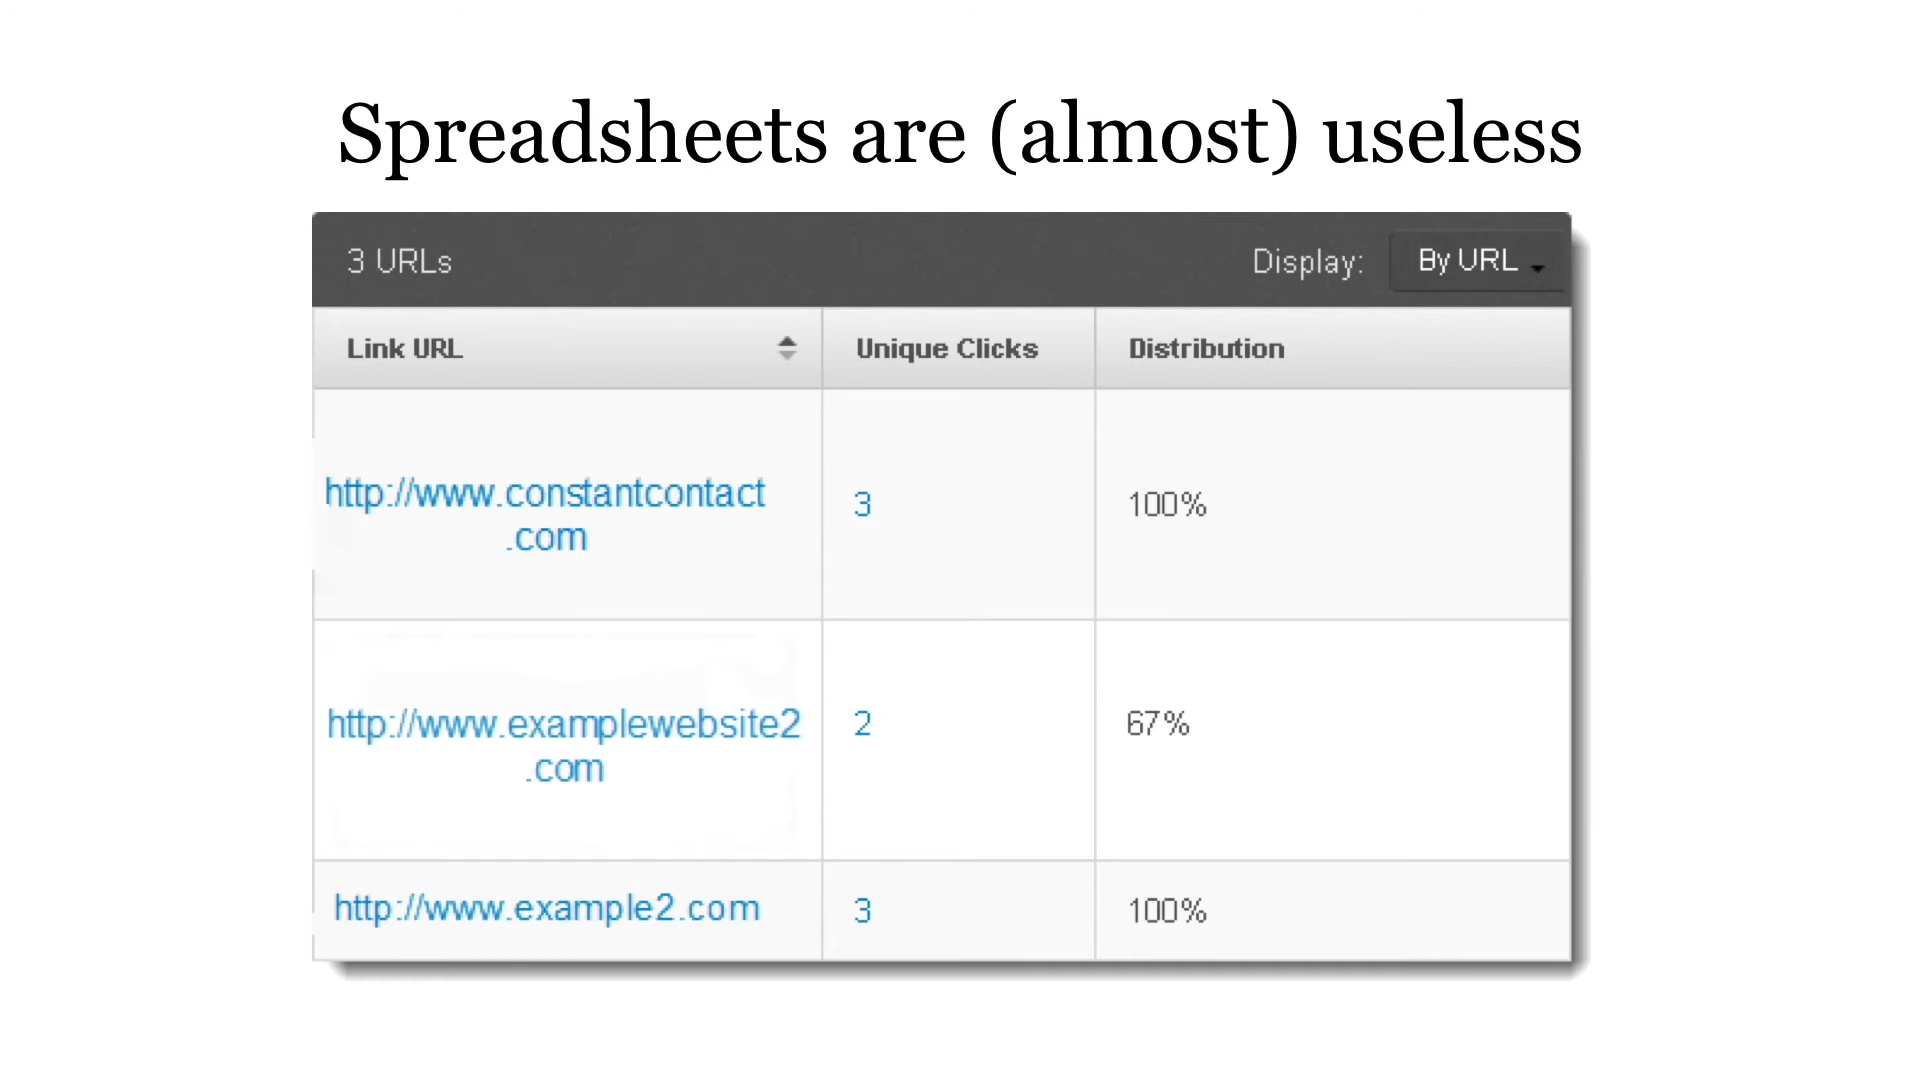 Spreadsheets are (almost) useless
3 URLs Display: By URL
Link URL Unique Clicks Distribution
http://www.constantcontact
.com
3 100%
http://www.examplewebsite2
.com
2 67%
http://www.example2.com 3 100%